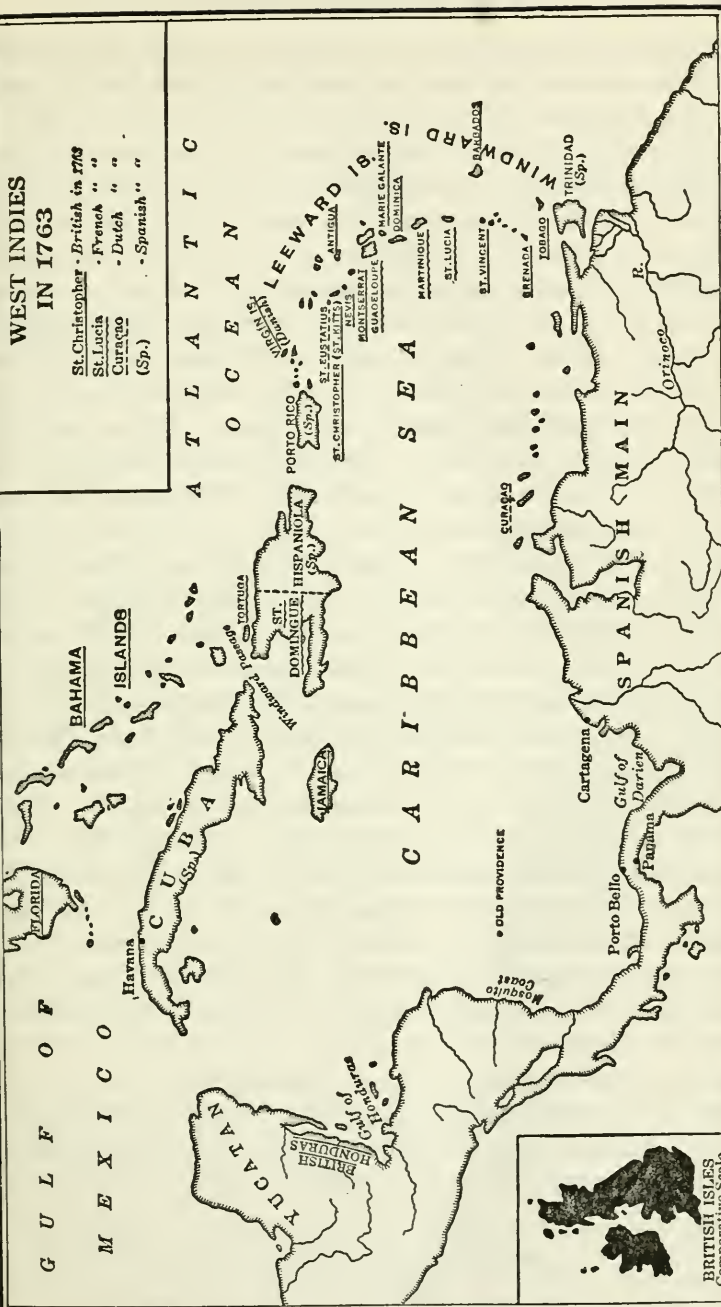 WEST INDIES
IN 1763
St.Christopher - British in 1763
St.Lucia - French " "
Curaçao - Dutch " "
(Sp.) - Spanish " "
GULF OF
MEXICO
ATLANTIC
OCEAN
FLORIDA
BAHAMA
ISLANDS
Havana
CUBA
(Sp.)
Windward Passage
TORTUGA
ST.
DOMINGUE
HISPANIOLA
(Sp.)
JAMAICA
PORTO RICO
(Sp.)
VIRGIN IS.
(Danish)
LEEWARD IS.
ST. EUSTATIUS
ST. CHRISTOPHER (ST. KITTS)
NEVIS
ANTIGUA
MONTSERRAT
GUADELOUPE
MARIE GALANTE
DOMINICA
MARTINIQUE
ST. LUCIA
WINDWARD IS.
BARBADOS
ST. VINCENT
GRENADA
TOBAGO
TRINIDAD
(Sp.)
CARIBBEAN SEA
YUCATAN
BRITISH
HONDURAS
Gulf of
Honduras
Mosquito
Coast
OLD PROVIDENCE
Porto Bello
Panama
Gulf of
Darien
Cartagena
CURAÇAO
SPANISH MAIN
Orinoco R.
BRITISH ISLES
Comparative Scale